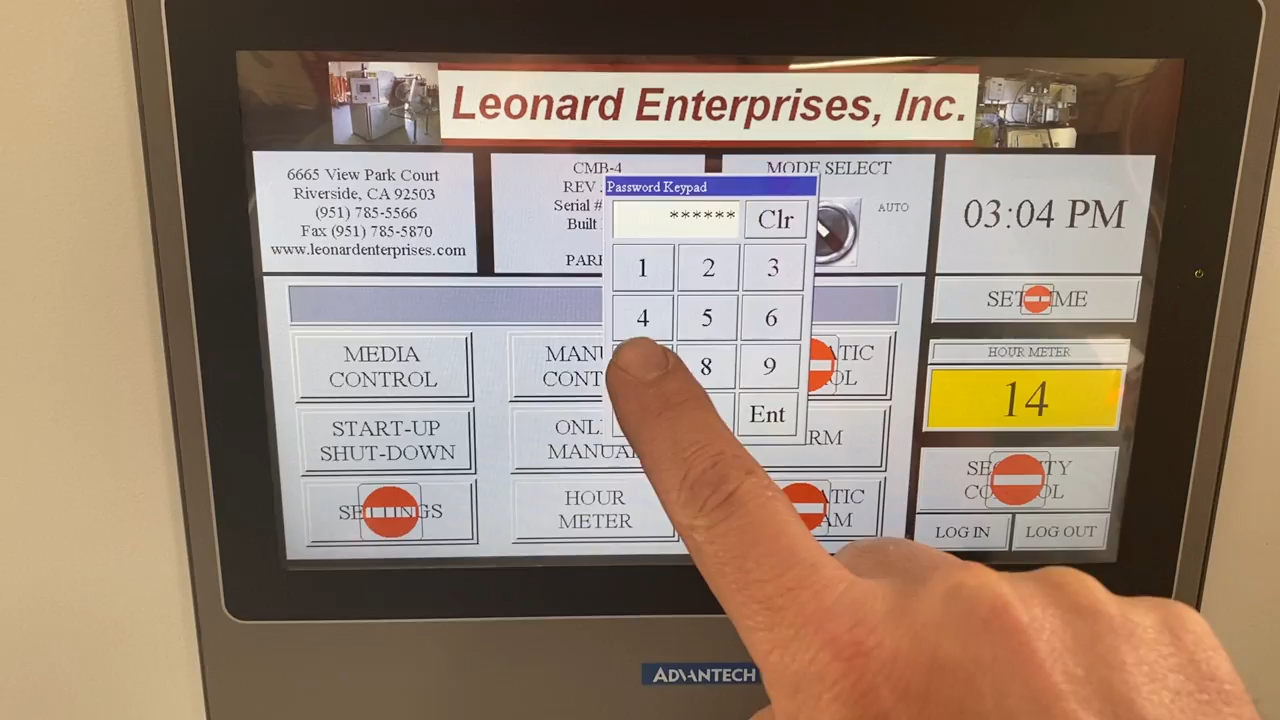 Leonard Enterprises, Inc.
6665 View Park Court
Riverside, CA 92503
(951) 785-5566
Fax (951) 785-5870
www.leonardenterprises.com
CMB-4
REV
Serial #
Built
MODE SELECT
AUTO
03:04 PM
Password Keypad
****** Clr
1 2 3
4 5 6
8 9
Ent
HOUR METER
14
MEDIA
CONTROL
START-UP
SHUT-DOWN
HOUR
METER
LOG IN
LOG OUT
ADVANTECH